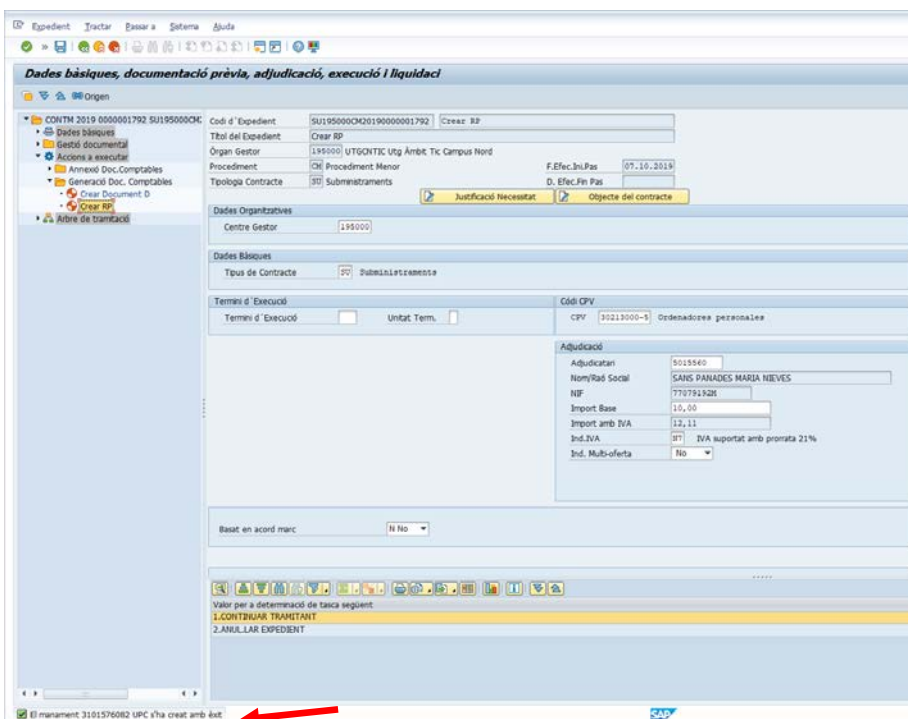 Expedient Tractar Passar a Sistema Ajuda
Dades bàsiques, documentació prèvia, adjudicació, execució i liquidaci
Origen
CONTM 2019 0000001792 SU195000CM
Dades bàsiques
Gestió documental
Accions a executar
Annexió Doc.Comptables
Generació Doc. Comptables
Crear Document D
Crear RP
Arbre de tramitació
Codi d´Expedient SU195000CM20190000001792 Crear RP
Títol del Expedient Crear RP
Òrgan Gestor 195000 UTGCNTIC Utg Àmbit Tic Campus Nord
Procediment CM Procediment Menor F.Efec.Ini.Pas 07.10.2019
Tipologia Contracte SU Subministraments D. Efec.Fin Pas
Justificació Necessitat Objecte del contracte
Dades Organitzatives
Centre Gestor 195000
Dades Bàsiques
Tipus de Contracte SU Subministraments
Termini d´Execució Códi CPV
Termini d´Execució Unitat Term. CPV 30213000-5 Ordenadores personales
Adjudicació
Adjudicatari 5015560
Nom/Raó Social SANS PANADES MARIA NIEVES
NIF 77079192M
Import Base 10,00
Import amb IVA 12,11
Ind.IVA IVA suportat amb prorrata 21%
Ind. Multi-oferta No
Basat en acord marc N No
Valor per a determinació de tasca següent
1.CONTINUAR TRAMITANT
2.ANUL.LAR EXPEDIENT
El manament 3101576082 UPC s'ha creat amb èxit
SAP